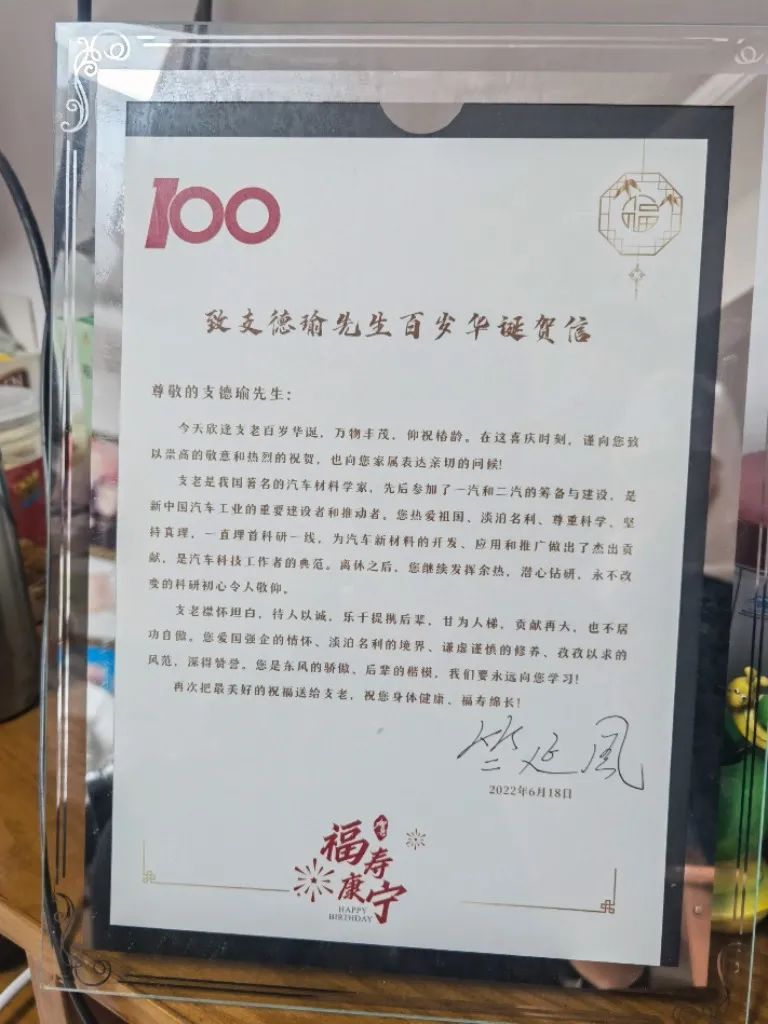 100
福
致支德瑜先生百岁华诞贺信
尊敬的支德瑜先生：
今天欣逢支老百岁华诞，万物丰茂，仰祝椿龄。在这喜庆时刻，谨向您致
以崇高的敬意和热烈的祝贺，也向您家属表达亲切的问候！
支老是我国著名的汽车材料学家，先后参加了一汽和二汽的筹备与建设，是
新中国汽车工业的重要建设者和推动者。您热爱祖国、淡泊名利、尊重科学、坚
持真理，一直埋首科研一线，为汽车新材料的开发、应用和推广做出了杰出贡
献，是汽车科技工作者的典范。离休之后，您继续发挥余热，潜心钻研，永不改
变的科研初心令人敬仰。
支老襟怀坦白，待人以诚，乐于提携后辈，甘为人梯，贡献再大，也不居
功自傲。您爱国强企的情怀、淡泊名利的境界、谦虚谨慎的修养、孜孜以求的
风范，深得赞誉。您是东风的骄傲、后辈的楷模，我们要永远向您学习！
再次把最美好的祝福送给支老，祝您身体健康、福寿绵长！
竺延风
2022年6月18日
福寿康宁
HAPPY
BIRTHDAY